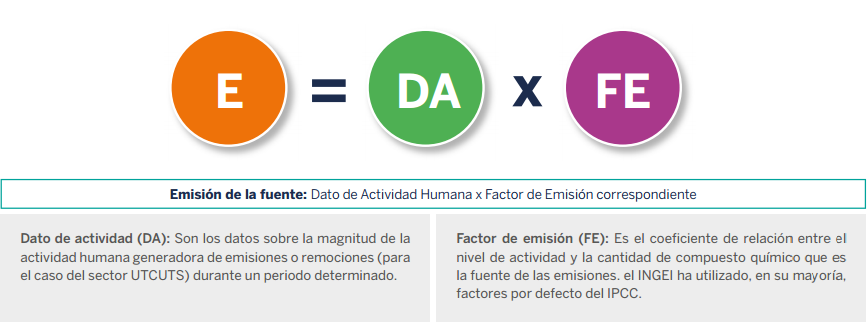 E = DA x FE
Emisión de la fuente: Dato de Actividad Humana x Factor de Emisión correspondiente
Dato de actividad (DA): Son los datos sobre la magnitud de la
actividad humana generadora de emisiones o remociones (para
el caso del sector UTCUTS) durante un periodo determinado.
Factor de emisión (FE): Es el coeficiente de relación entre el
nivel de actividad y la cantidad de compuesto químico que es
la fuente de las emisiones. el INGEI ha utilizado, en su mayoría,
factores por defecto del IPCC.